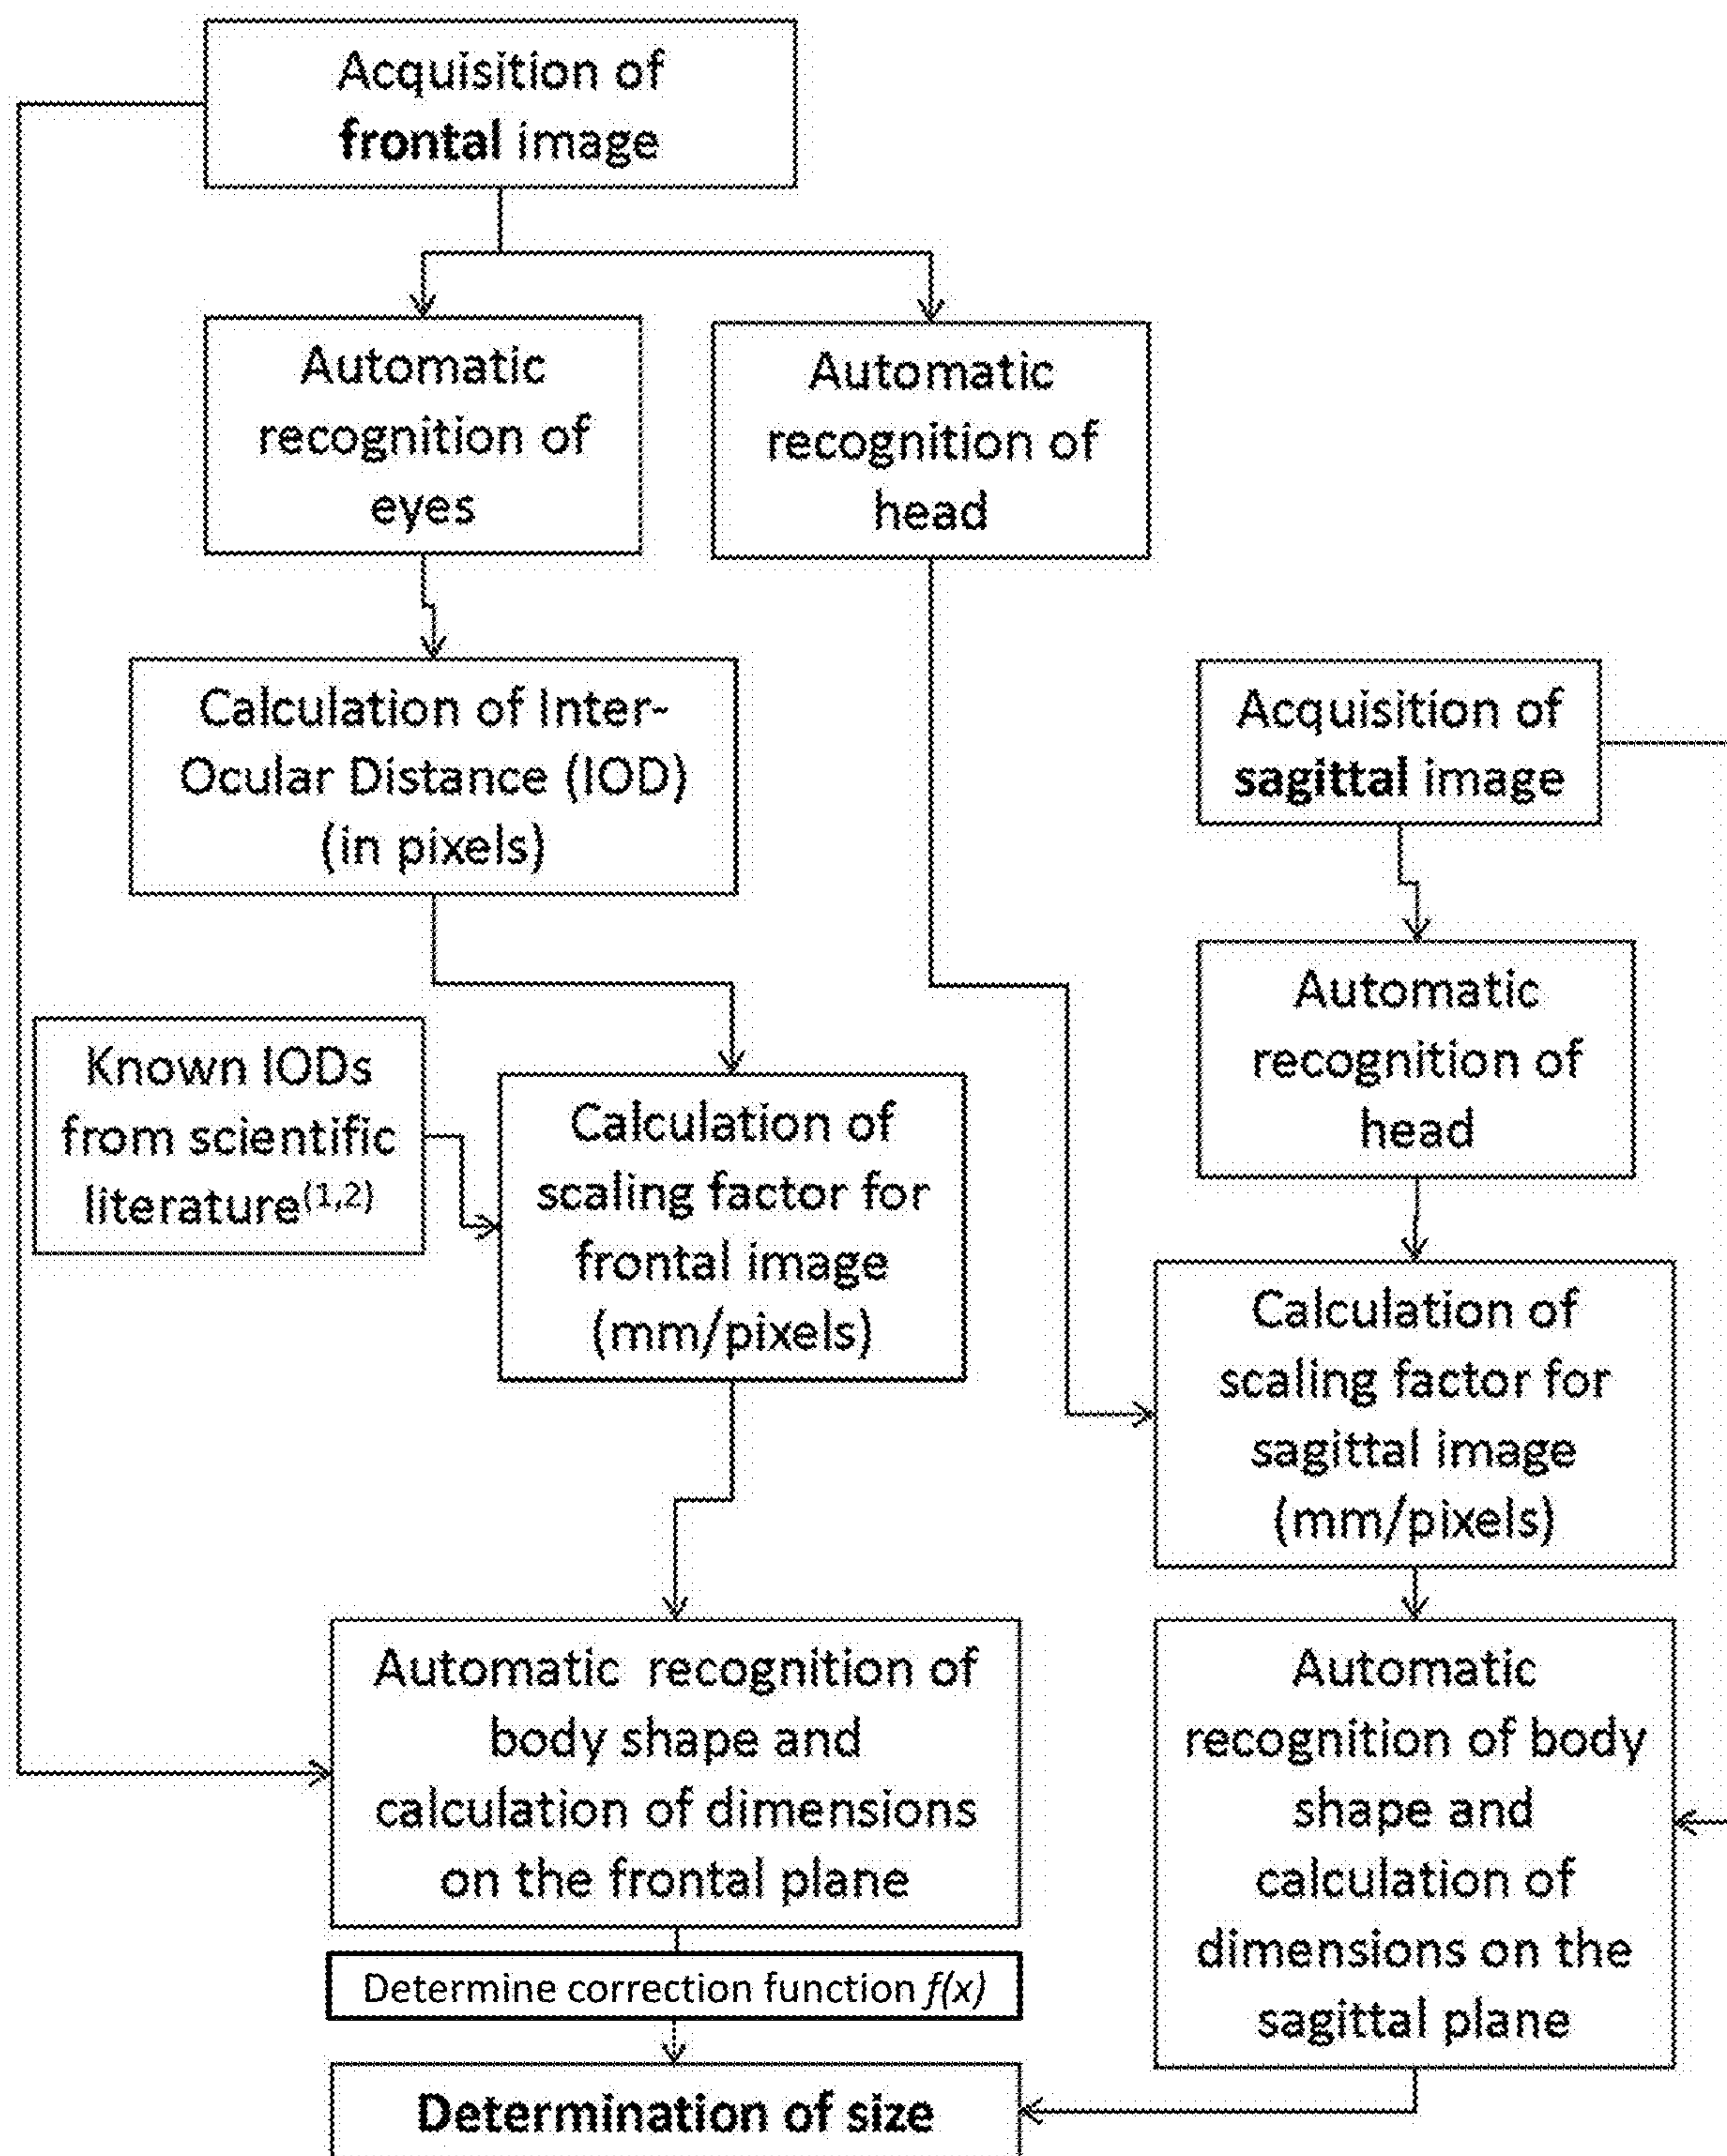 Acquisition of
frontal image
Automatic
recognition of
eyes
Automatic
recognition of
head
Calculation of Inter-
Ocular Distance (IOD)
(in pixels)
Acquisition of
sagittal image
Automatic
recognition of
head
Known IODs
from scientific
literature(1,2)
Calculation of
scaling factor for
frontal image
(mm/pixels)
Calculation of
scaling factor for
sagittal image
(mm/pixels)
Automatic recognition of
body shape and
calculation of dimensions
on the frontal plane
Automatic
recognition of body
shape and
calculation of
dimensions on the
sagittal plane
Determine correction function f(x)
Determination of size